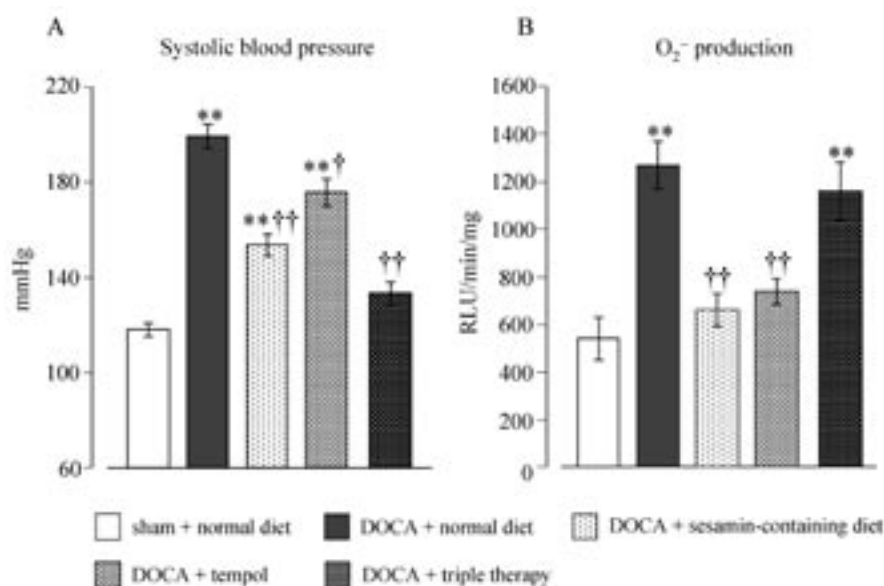 A
Systolic blood pressure
220
180
140
100
60
mmHg
**
**††
**†
††
B
O₂⁻ production
1600
1400
1200
1000
800
600
400
200
0
RLU/min/mg
**
††
††
**
sham + normal diet
DOCA + normal diet
DOCA + sesamin-containing diet
DOCA + tempol
DOCA + triple therapy